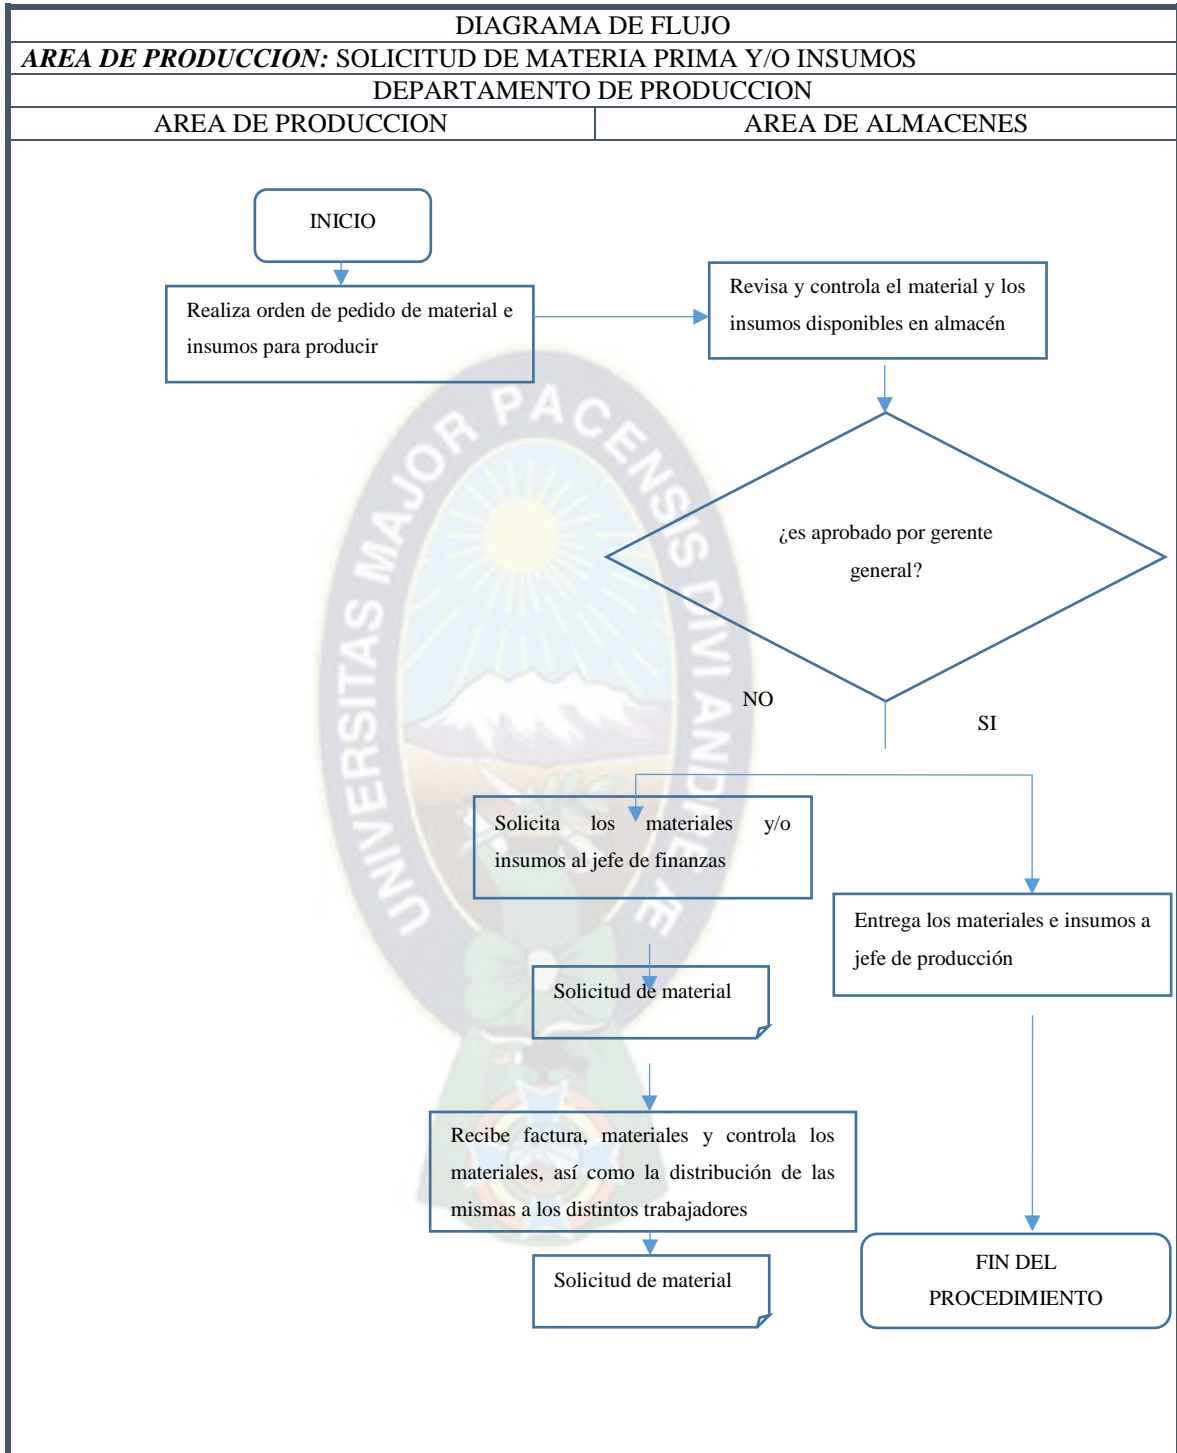 DIAGRAMA DE FLUJO
AREA DE PRODUCCION: SOLICITUD DE MATERIA PRIMA Y/O INSUMOS
DEPARTAMENTO DE PRODUCCION
AREA DE PRODUCCION
AREA DE ALMACENES
INICIO
Realiza orden de pedido de material e
insumos para producir
Revisa y controla el material y los
insumos disponibles en almacén
¿es aprobado por gerente
general?
NO
SI
Solicita los materiales y/o
insumos al jefe de finanzas
Entrega los materiales e insumos a
jefe de producción
Solicitud de material
Recibe factura, materiales y controla los
materiales, así como la distribución de las
mismas a los distintos trabajadores
Solicitud de material
FIN DEL
PROCEDIMIENTO
UNIVERSITAS MAJOR PACENSIS DIVI ANDRE Æ